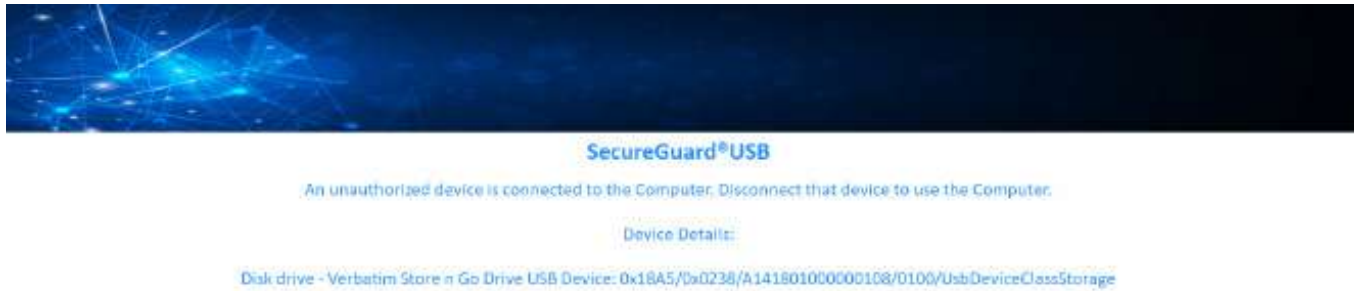 SecureGuard®USB
An unauthorized device is connected to the Computer. Disconnect that device to use the Computer.
Device Details:
Disk drive - Verbatim Store n Go Drive USB Device: 0x18A5/0x0238/A141801000000108/0100/UsbDeviceClassStorage